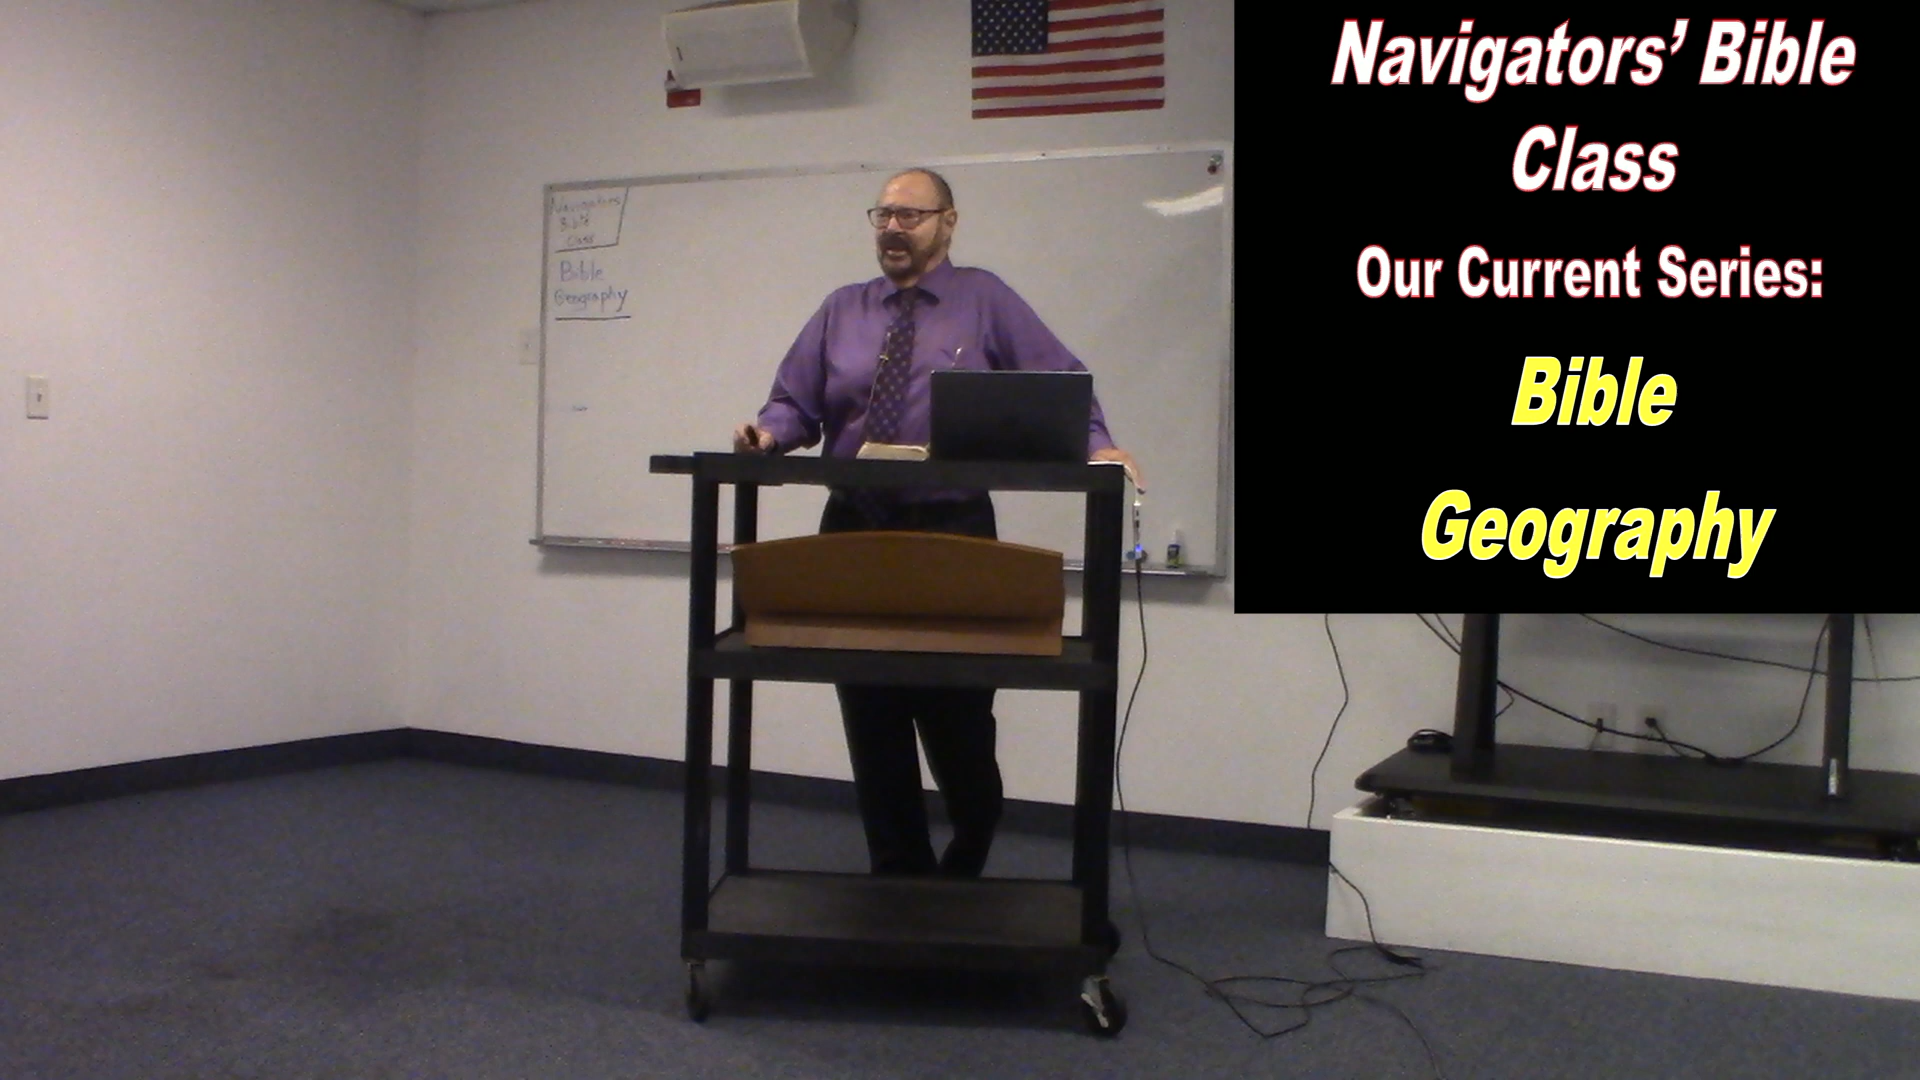 Navigators' Bible
Class
Our Current Series:
Bible
Geography
Navigators
Bible
Class
Bible
Geography